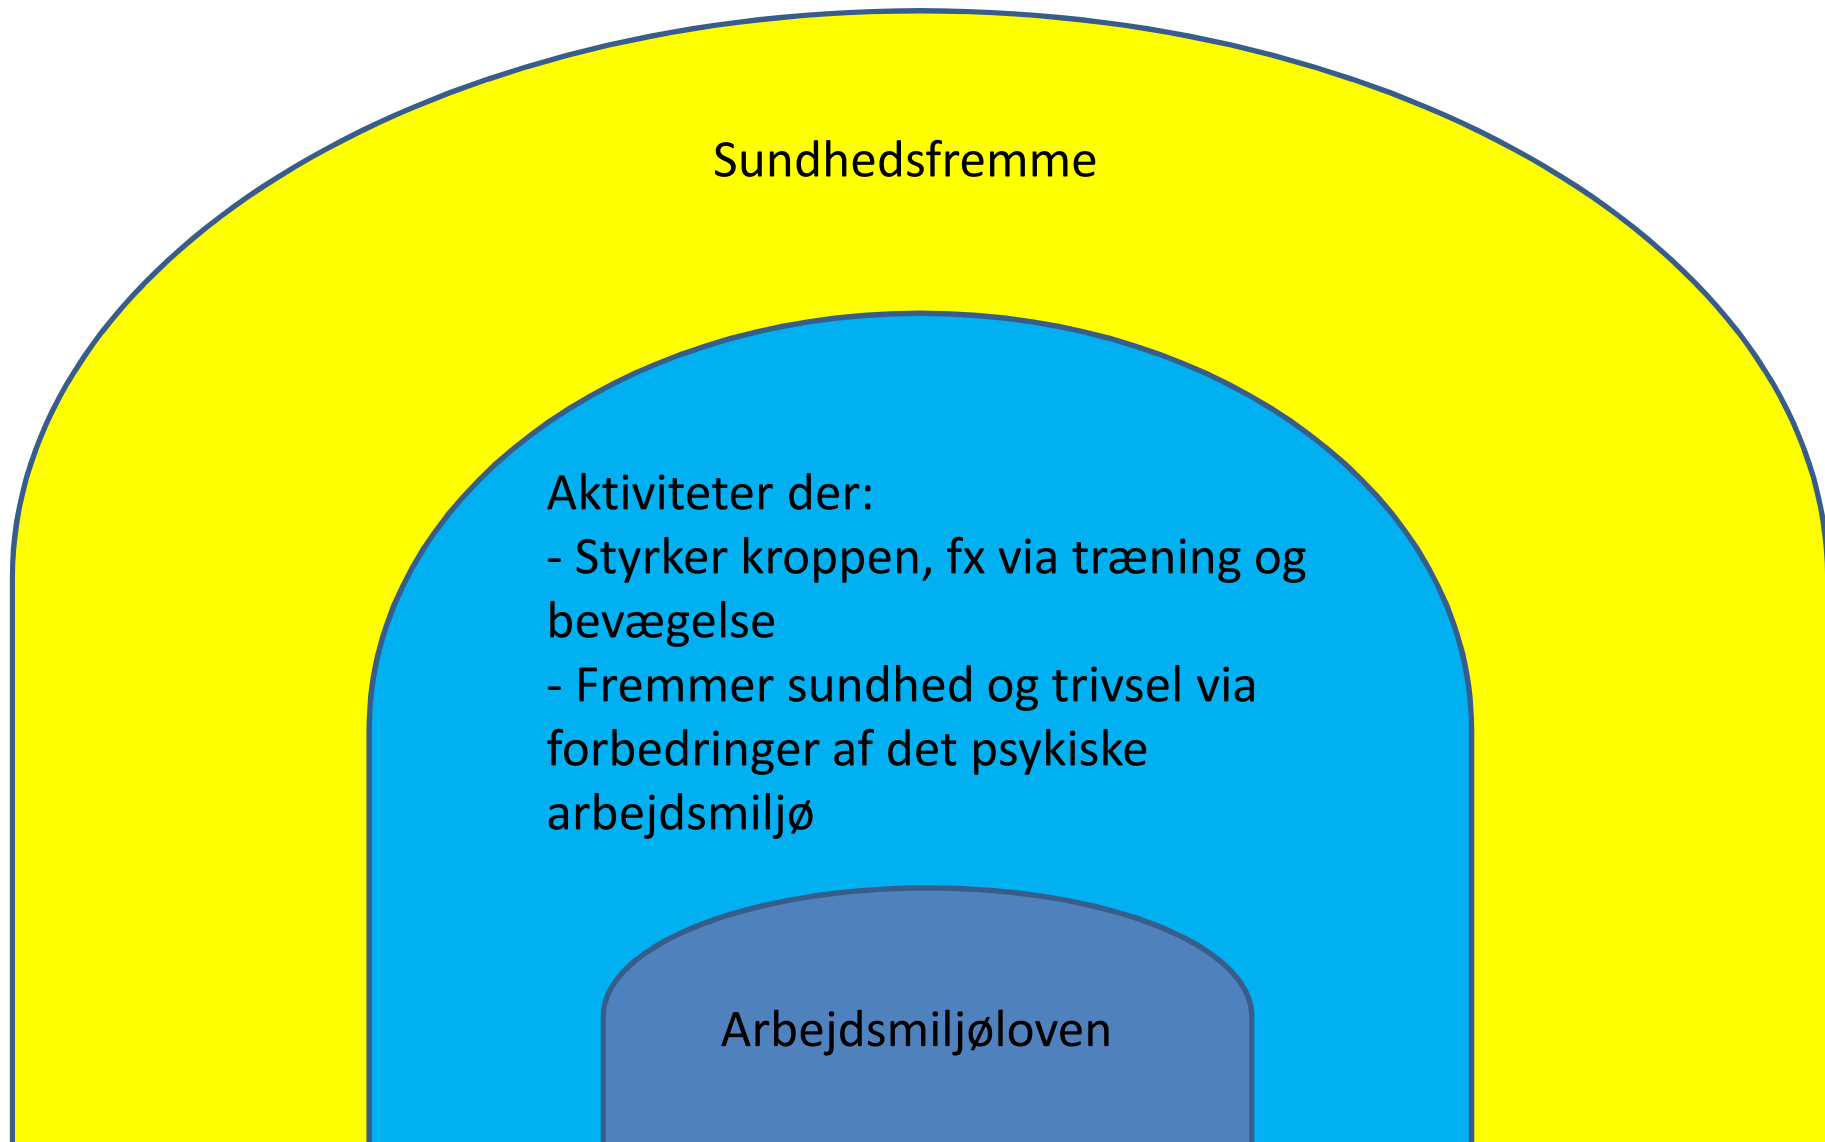 Sundhedsfremme
Aktiviteter der:
- Styrker kroppen, fx via træning og
bevægelse
- Fremmer sundhed og trivsel via
forbedringer af det psykiske
arbejdsmiljø
Arbejdsmiljøloven